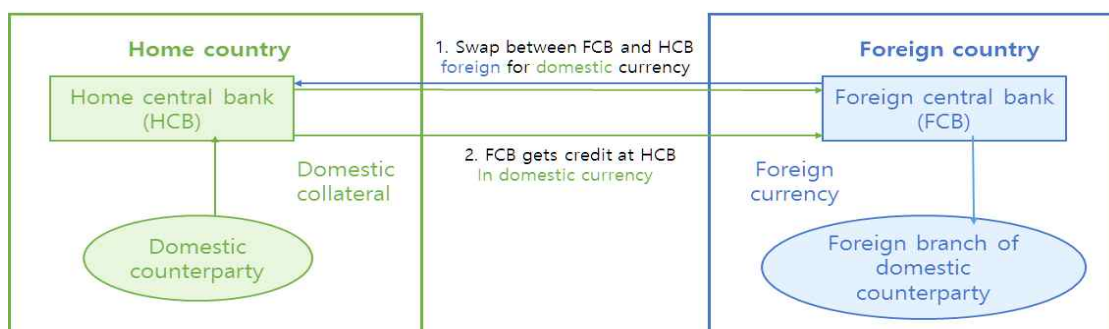 Home country
Home central bank
(HCB)
Domestic
collateral
Domestic
counterparty
1. Swap between FCB and HCB
foreign for domestic currency
2. FCB gets credit at HCB
In domestic currency
Foreign country
Foreign central bank
(FCB)
Foreign
currency
Foreign branch of
domestic
counterparty